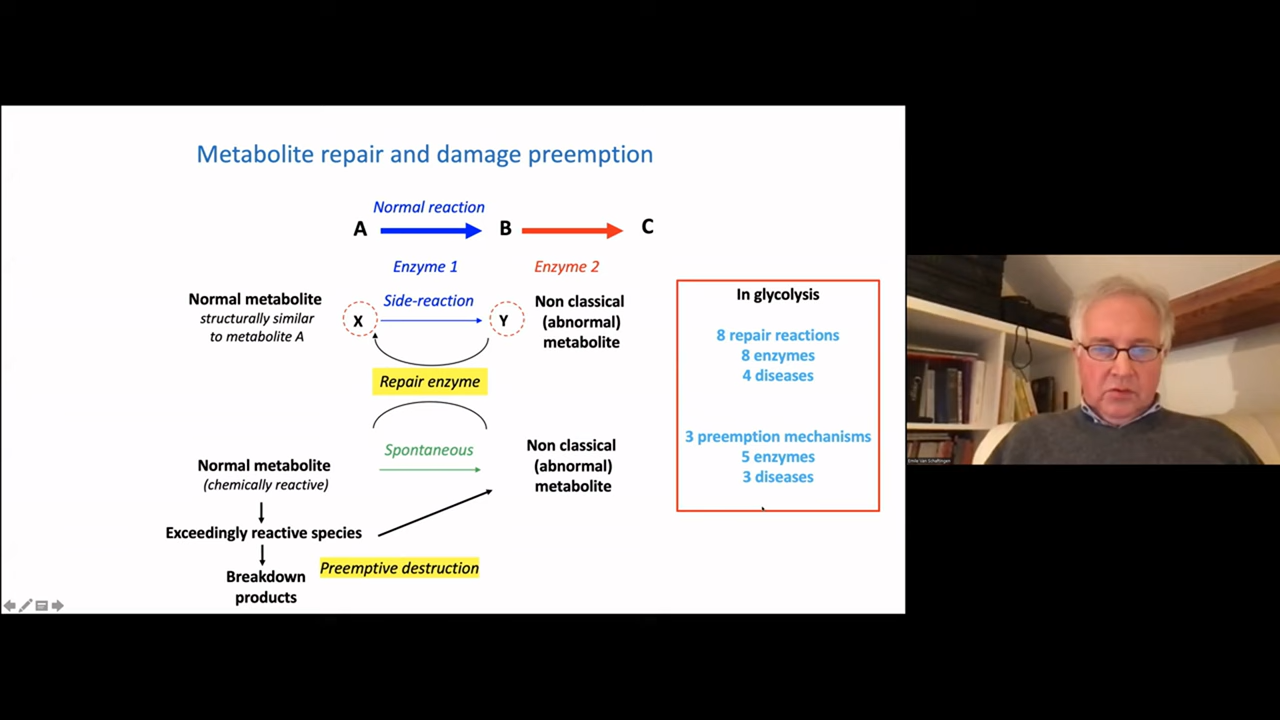 Metabolite repair and damage preemption
Normal reaction
A
B
C
Enzyme 1
Enzyme 2
Normal metabolite
structurally similar
to metabolite A
Side-reaction
X
Y
Non classical
(abnormal)
metabolite
Repair enzyme
Spontaneous
Normal metabolite
(chemically reactive)
Non classical
(abnormal)
metabolite
Exceedingly reactive species
Preemptive destruction
Breakdown
products
In glycolysis
8 repair reactions
8 enzymes
4 diseases
3 preemption mechanisms
5 enzymes
3 diseases
Emile Van Schaftingen